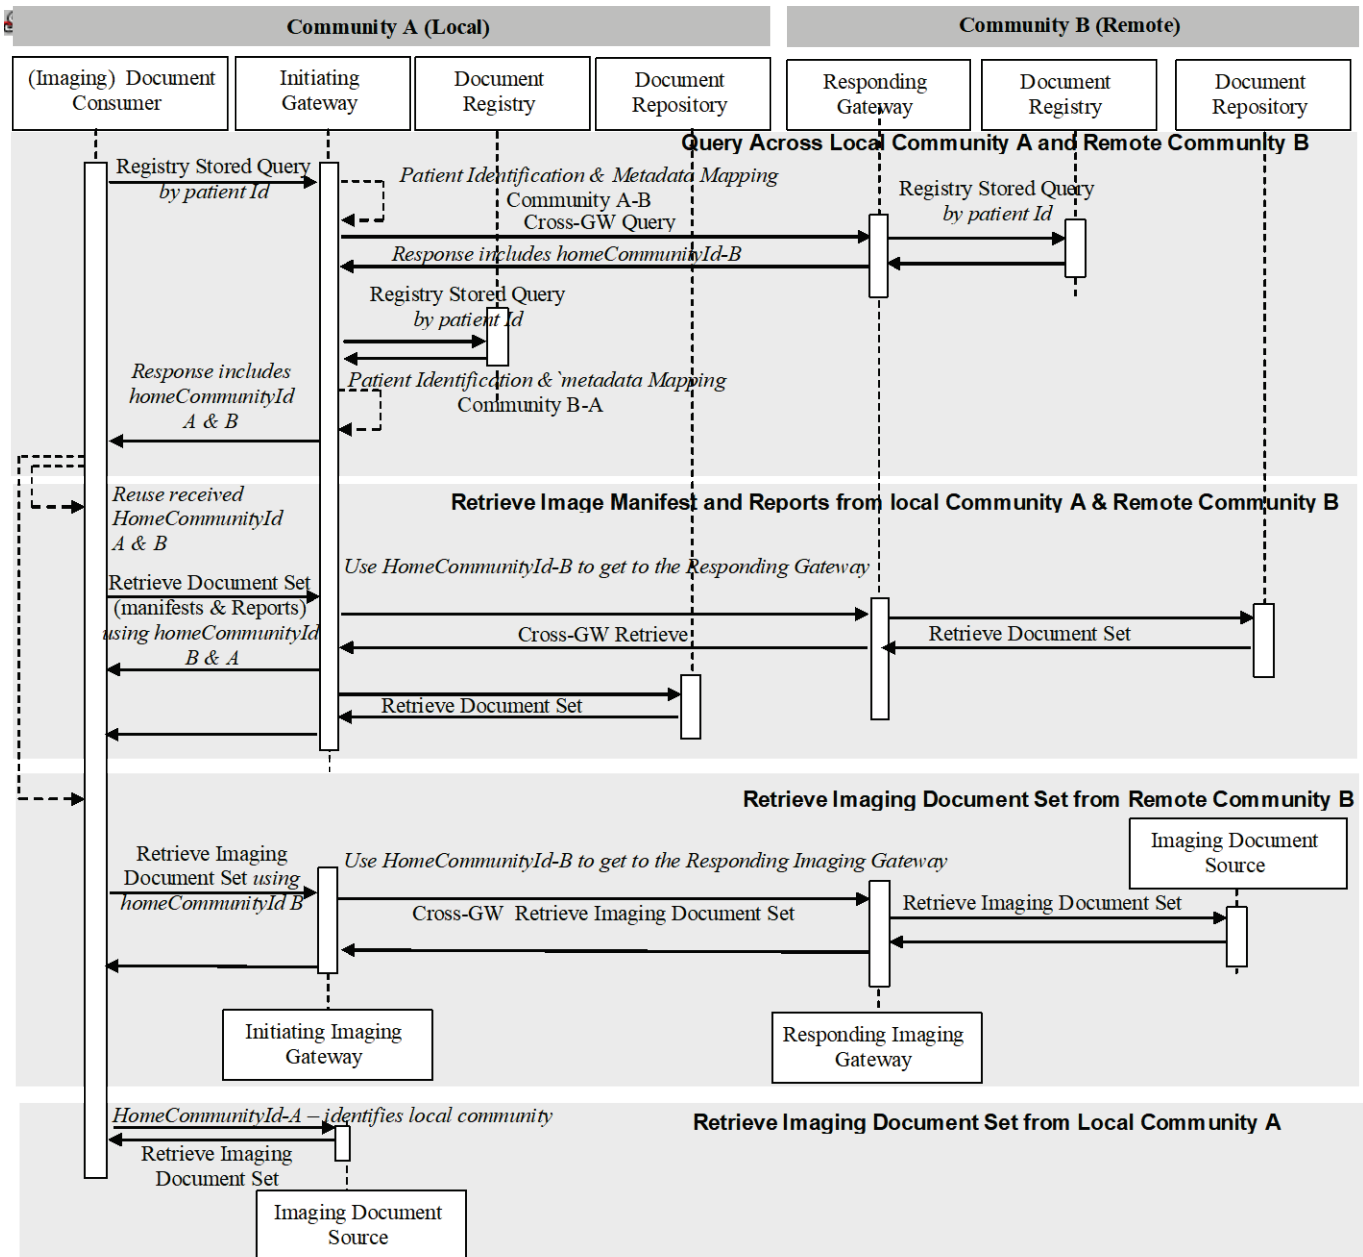 Community A (Local)
Community B (Remote)
(Imaging) Document
Consumer
Initiating
Gateway
Document
Registry
Document
Repository
Responding
Gateway
Document
Registry
Document
Repository
Query Across Local Community A and Remote Community B
Registry Stored Query
by patient Id
Patient Identification & Metadata Mapping
Community A-B
Cross-GW Query
Registry Stored Query
by patient Id
Response includes homeCommunityId-B
Registry Stored Query
by patient Id
Response includes
homeCommunityId
A & B
Patient Identification & `metadata Mapping
Community B-A
Reuse received
HomeCommunityId
A & B
Retrieve Image Manifest and Reports from local Community A & Remote Community B
Use HomeCommunityId-B to get to the Responding Gateway
Retrieve Document Set
(manifests & Reports)
using homeCommunityId
B & A
Cross-GW Retrieve
Retrieve Document Set
Retrieve Document Set
Retrieve Imaging Document Set from Remote Community B
Imaging Document
Source
Retrieve Imaging
Document Set using
homeCommunityId B
Use HomeCommunityId-B to get to the Responding Imaging Gateway
Cross-GW Retrieve Imaging Document Set
Retrieve Imaging Document Set
Initiating Imaging
Gateway
Responding Imaging
Gateway
HomeCommunityId-A – identifies local community
Retrieve Imaging Document Set from Local Community A
Retrieve Imaging
Document Set
Imaging Document
Source